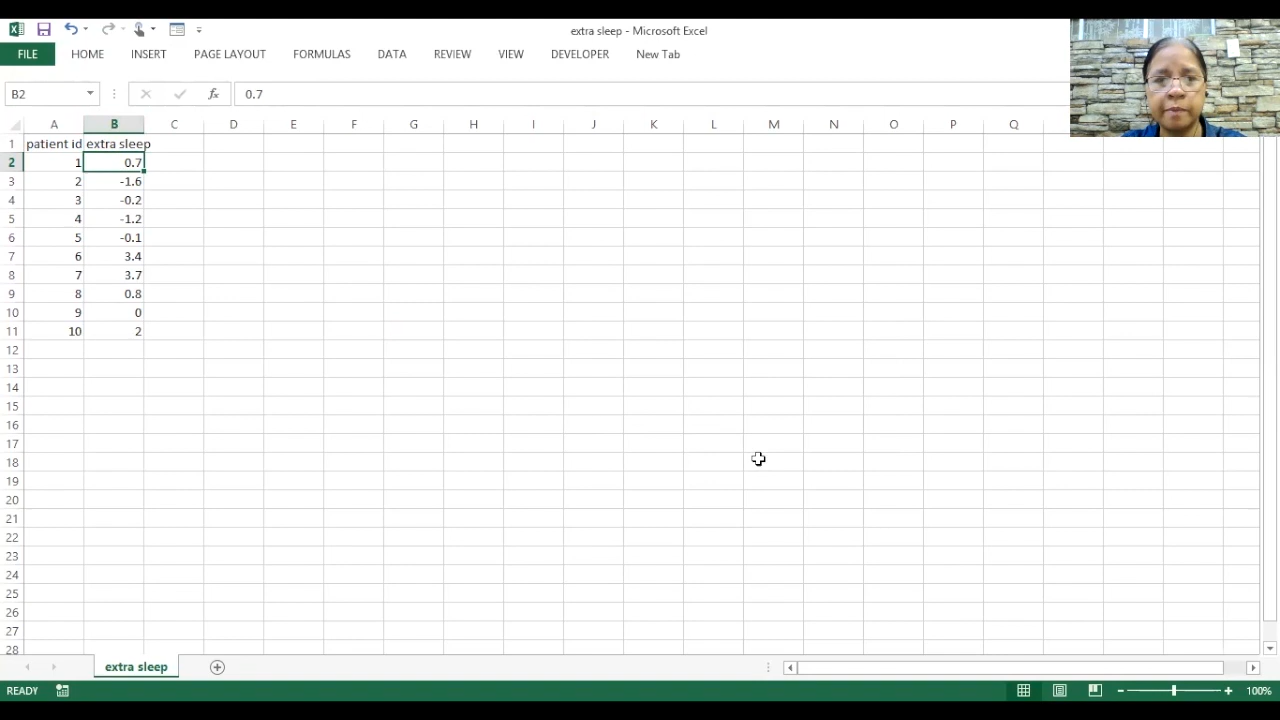 extra sleep - Microsoft Excel
FILE HOME INSERT PAGE LAYOUT FORMULAS DATA REVIEW VIEW DEVELOPER New Tab
B2 fx 0.7
A B C D E F G H I J K L M N O P Q
1 patient id extra sleep
2 1 0.7
3 2 -1.6
4 3 -0.2
5 4 -1.2
6 5 -0.1
7 6 3.4
8 7 3.7
9 8 0.8
10 9 0
11 10 2
12
13
14
15
16
17
18
19
20
21
22
23
24
25
26
27
28
extra sleep
READY 100%